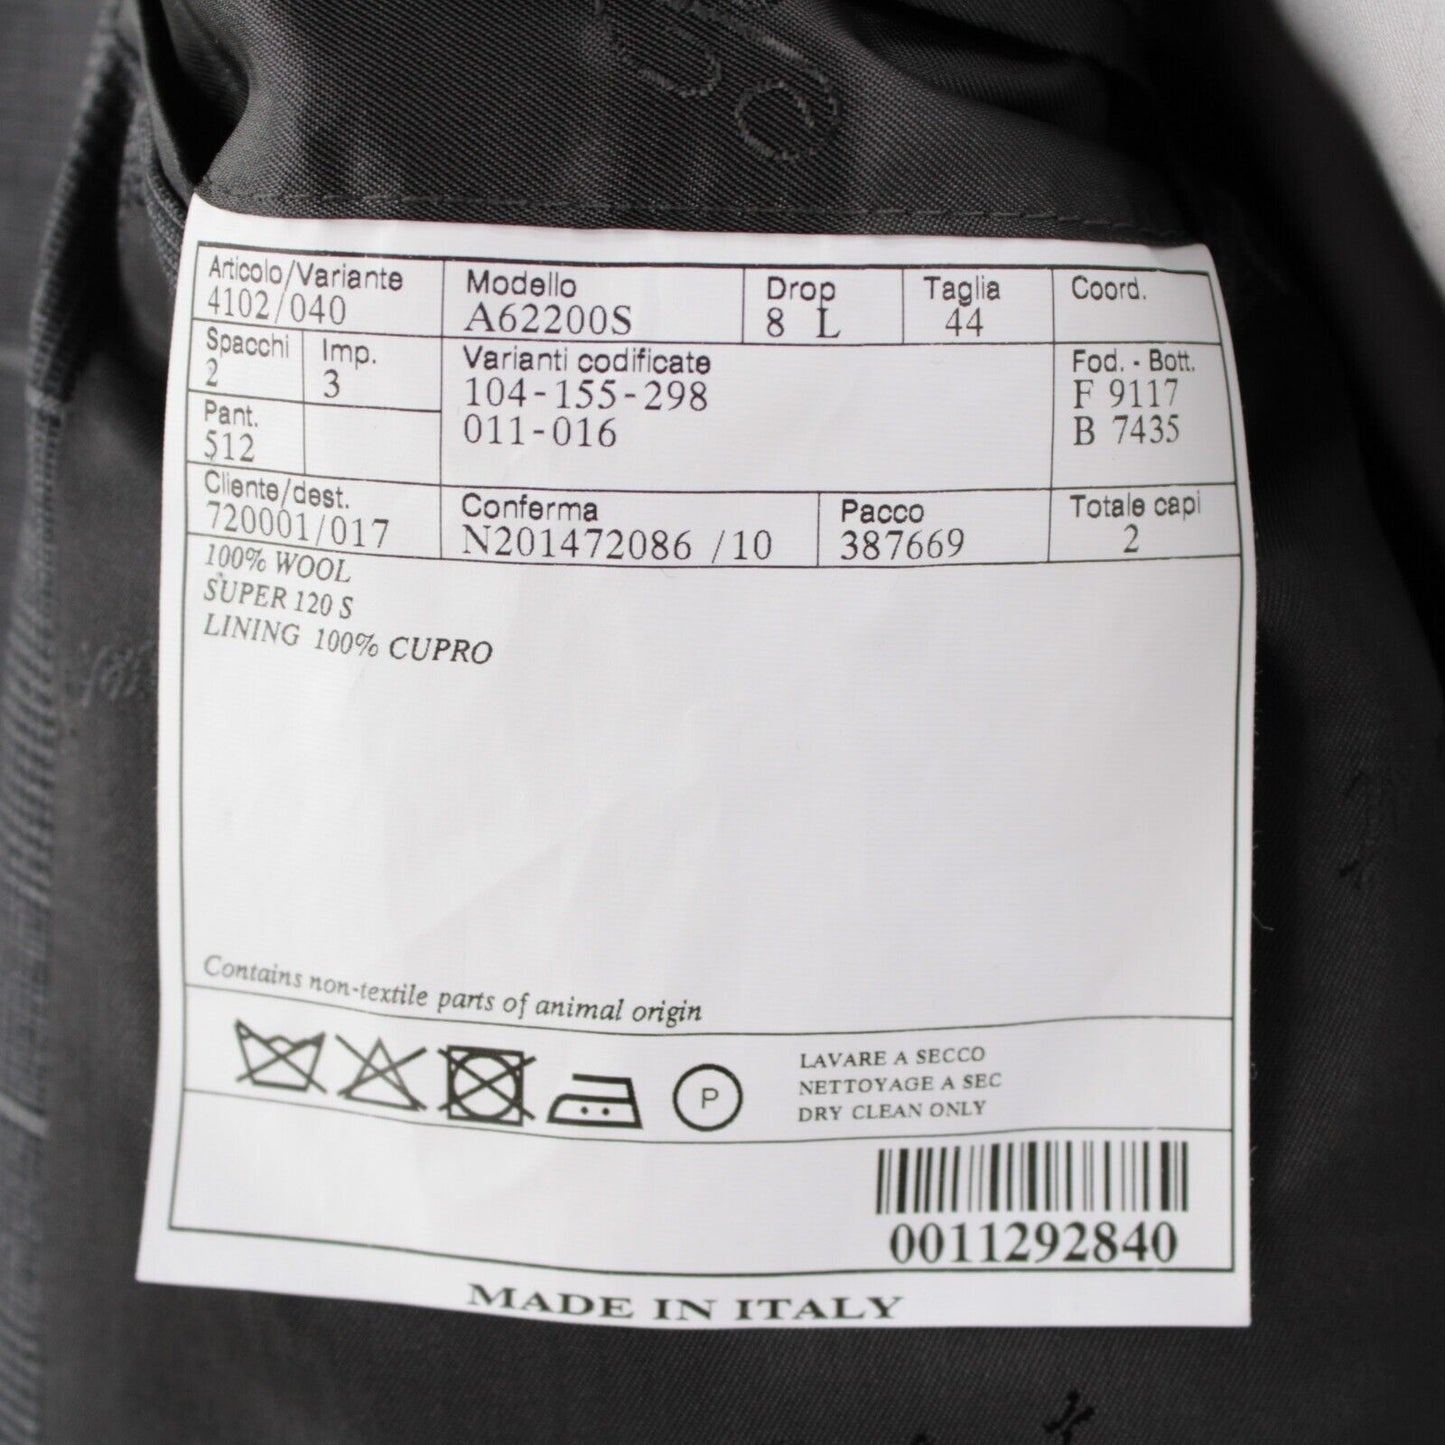 Articolo/Variante Modello Drop Taglia Coord.
4102/040 A62200S 8 L 44
Spacchi Imp. Varianti codificate Fod. - Bott.
2 3 104-155-298 F 9117
Pant. 011-016 B 7435
512
Cliente/dest. Conferma Pacco Totale capi
720001/017 N201472086 /10 387669 2
100% WOOL
SUPER 120 S
LINING 100% CUPRO
Contains non-textile parts of animal origin
LAVARE A SECCO
NETTOYAGE A SEC
P
DRY CLEAN ONLY
0011292840
MADE IN ITALY